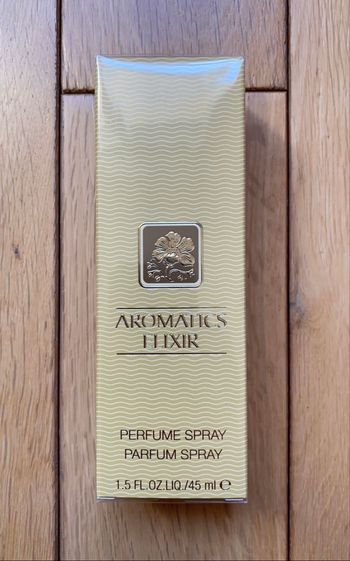 AROMATICS
ELIXIR
PERFUME SPRAY
PARFUM SPRAY
1.5 FL.OZ.LIQ./45 ml ℮